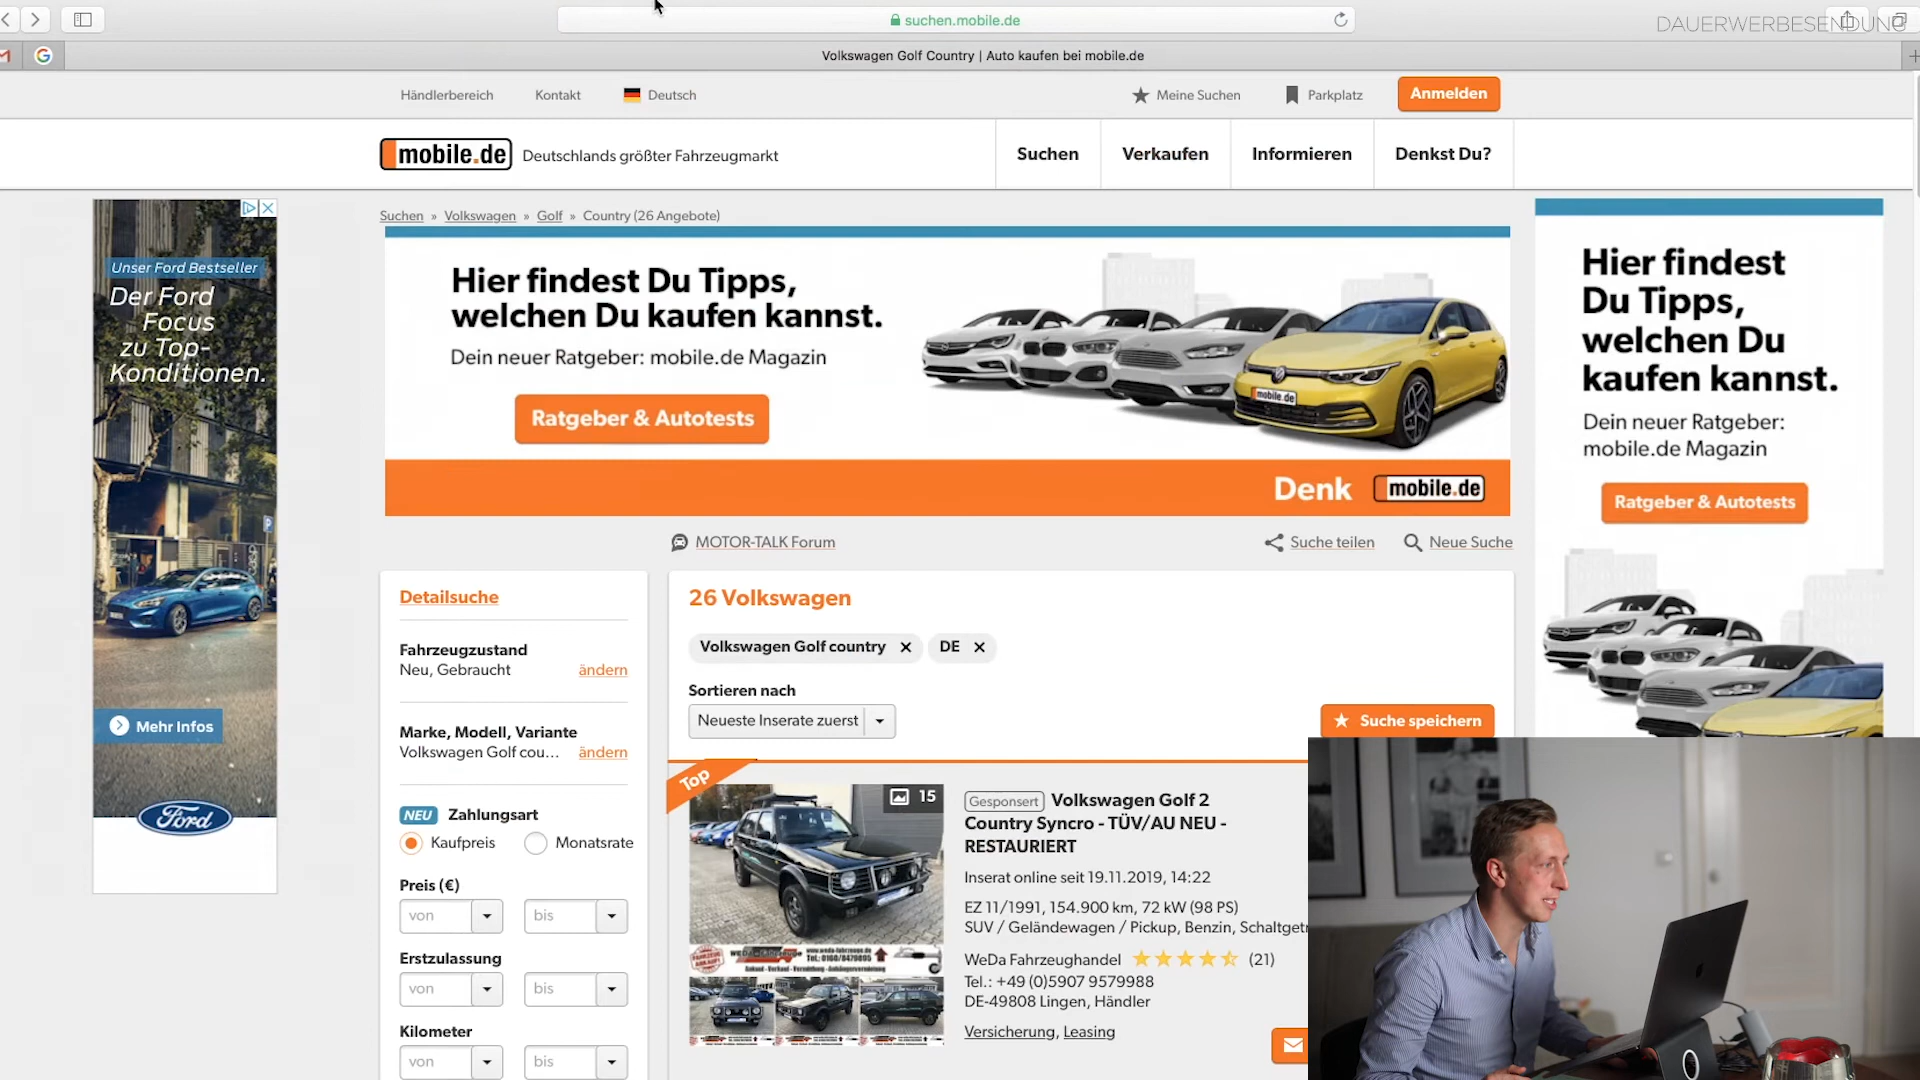 suchen.mobile.de
DAUERWERBESENDUNG
Volkswagen Golf Country | Auto kaufen bei mobile.de
Händlerbereich
Kontakt
Deutsch
Meine Suchen
Parkplatz
Anmelden
mobile.de
Deutschlands größter Fahrzeugmarkt
Suchen
Verkaufen
Informieren
Denkst Du?
Suchen » Volkswagen » Golf » Country (26 Angebote)
Unser Ford Bestseller
Der Ford
Focus
zu Top-
Konditionen.
Mehr Infos
Ford
Hier findest Du Tipps,
welchen Du kaufen kannst.
Dein neuer Ratgeber: mobile.de Magazin
Ratgeber & Autotests
mobile.de
Denk mobile.de
Hier findest
Du Tipps,
welchen Du
kaufen kannst.
Dein neuer Ratgeber:
mobile.de Magazin
Ratgeber & Autotests
MOTOR-TALK Forum
Suche teilen
Neue Suche
Detailsuche
Fahrzeugzustand
Neu, Gebraucht ändern
Marke, Modell, Variante
Volkswagen Golf cou... ändern
NEU Zahlungsart
Kaufpreis Monatsrate
Preis (€)
von bis
Erstzulassung
von bis
Kilometer
von bis
26 Volkswagen
Volkswagen Golf country ✕ DE ✕
Sortieren nach
Neueste Inserate zuerst
Suche speichern
Top
15
Gesponsert Volkswagen Golf 2
Country Syncro - TÜV/AU NEU -
RESTAURIERT
Inserat online seit 19.11.2019, 14:22
EZ 11/1991, 154.900 km, 72 kW (98 PS)
SUV / Geländewagen / Pickup, Benzin, Schaltgetr
WeDa Fahrzeughandel (21)
Tel.: +49 (0)5907 9579988
DE-49808 Lingen, Händler
Versicherung, Leasing